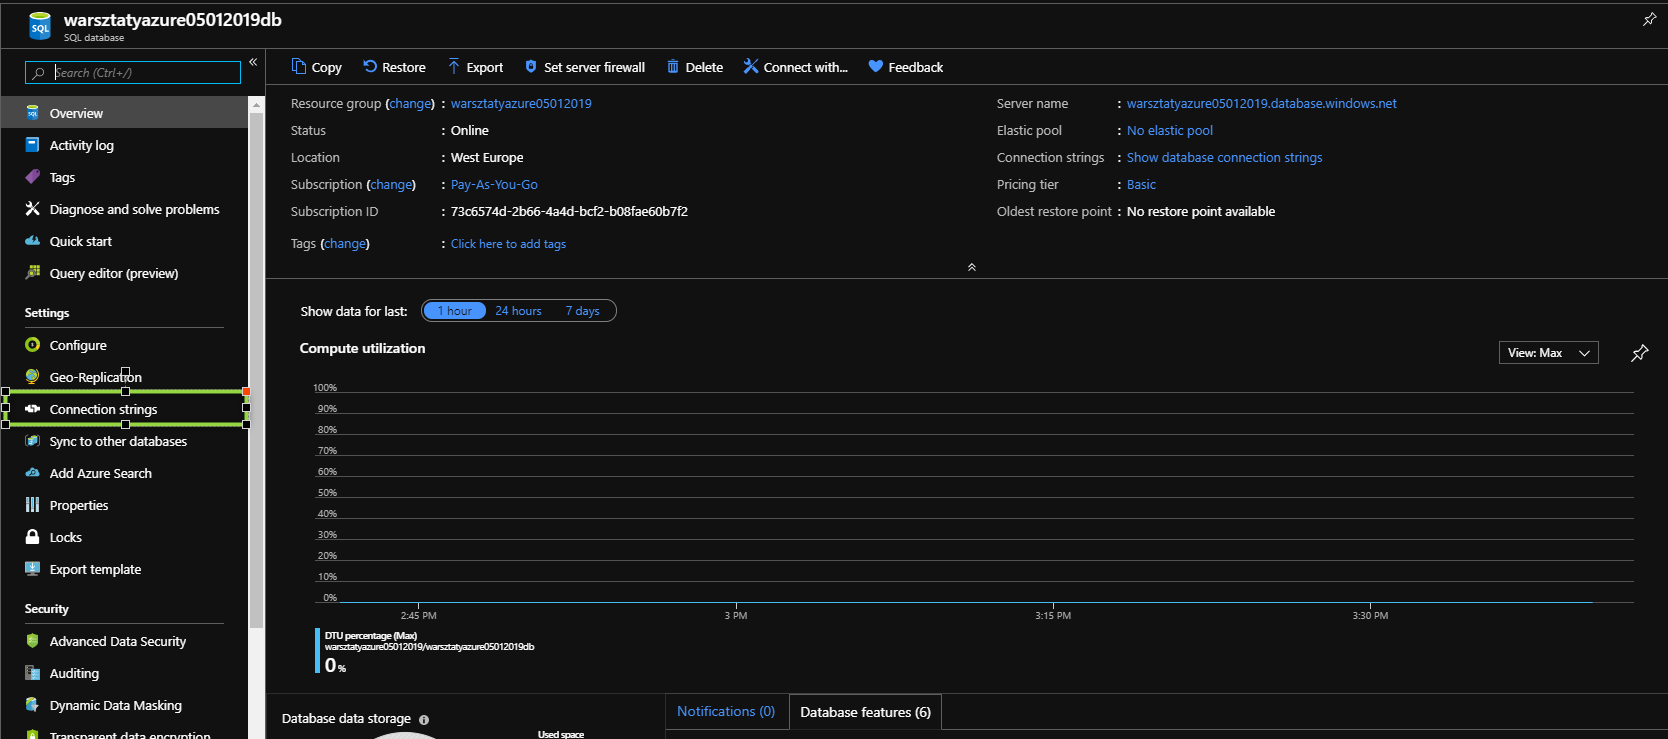 warsztatyazure05012019db
SQL database
Search (Ctrl+/)
Overview
Activity log
Tags
Diagnose and solve problems
Quick start
Query editor (preview)
Settings
Configure
Geo-Replication
Connection strings
Sync to other databases
Add Azure Search
Properties
Locks
Export template
Security
Advanced Data Security
Auditing
Dynamic Data Masking
Transparent data encryption
Copy Restore Export Set server firewall Delete Connect with... Feedback
Resource group (change) : warsztatyazure05012019
Status : Online
Location : West Europe
Subscription (change) : Pay-As-You-Go
Subscription ID : 73c6574d-2b66-4a4d-bcf2-b08fae60b7f2
Tags (change) : Click here to add tags
Server name : warsztatyazure05012019.database.windows.net
Elastic pool : No elastic pool
Connection strings : Show database connection strings
Pricing tier : Basic
Oldest restore point : No restore point available
Show data for last: 1 hour 24 hours 7 days
Compute utilization
View: Max
100%
90%
80%
70%
60%
50%
40%
30%
20%
10%
0%
2:45 PM 3 PM 3:15 PM 3:30 PM
DTU percentage (Max)
warsztatyazure05012019/warsztatyazure05012019db
0 %
Database data storage
Used space
Notifications (0) Database features (6)